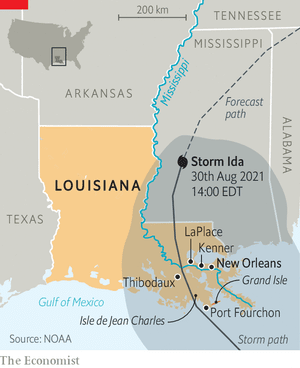 200 km
TENNESSEE
MISSISSIPPI
Mississippi
ARKANSAS
Forecast
path
ALABAMA
Storm Ida
30th Aug 2021
14:00 EDT
LOUISIANA
TEXAS
LaPlace
Kenner
New Orleans
Thibodaux
Grand Isle
Gulf of Mexico
Port Fourchon
Isle de Jean Charles
Source: NOAA
Storm path
The Economist